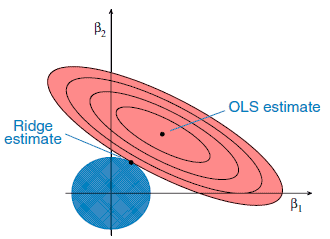 β₂
OLS estimate
Ridge
estimate
β₁